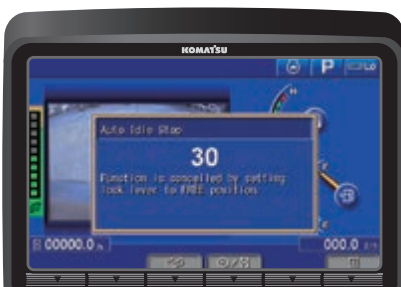 KOMATSU
P
LO
H
Auto Idle Stop
30
Function is cancelled by setting
lock lever to FREE position.
00000.0 h
000.0